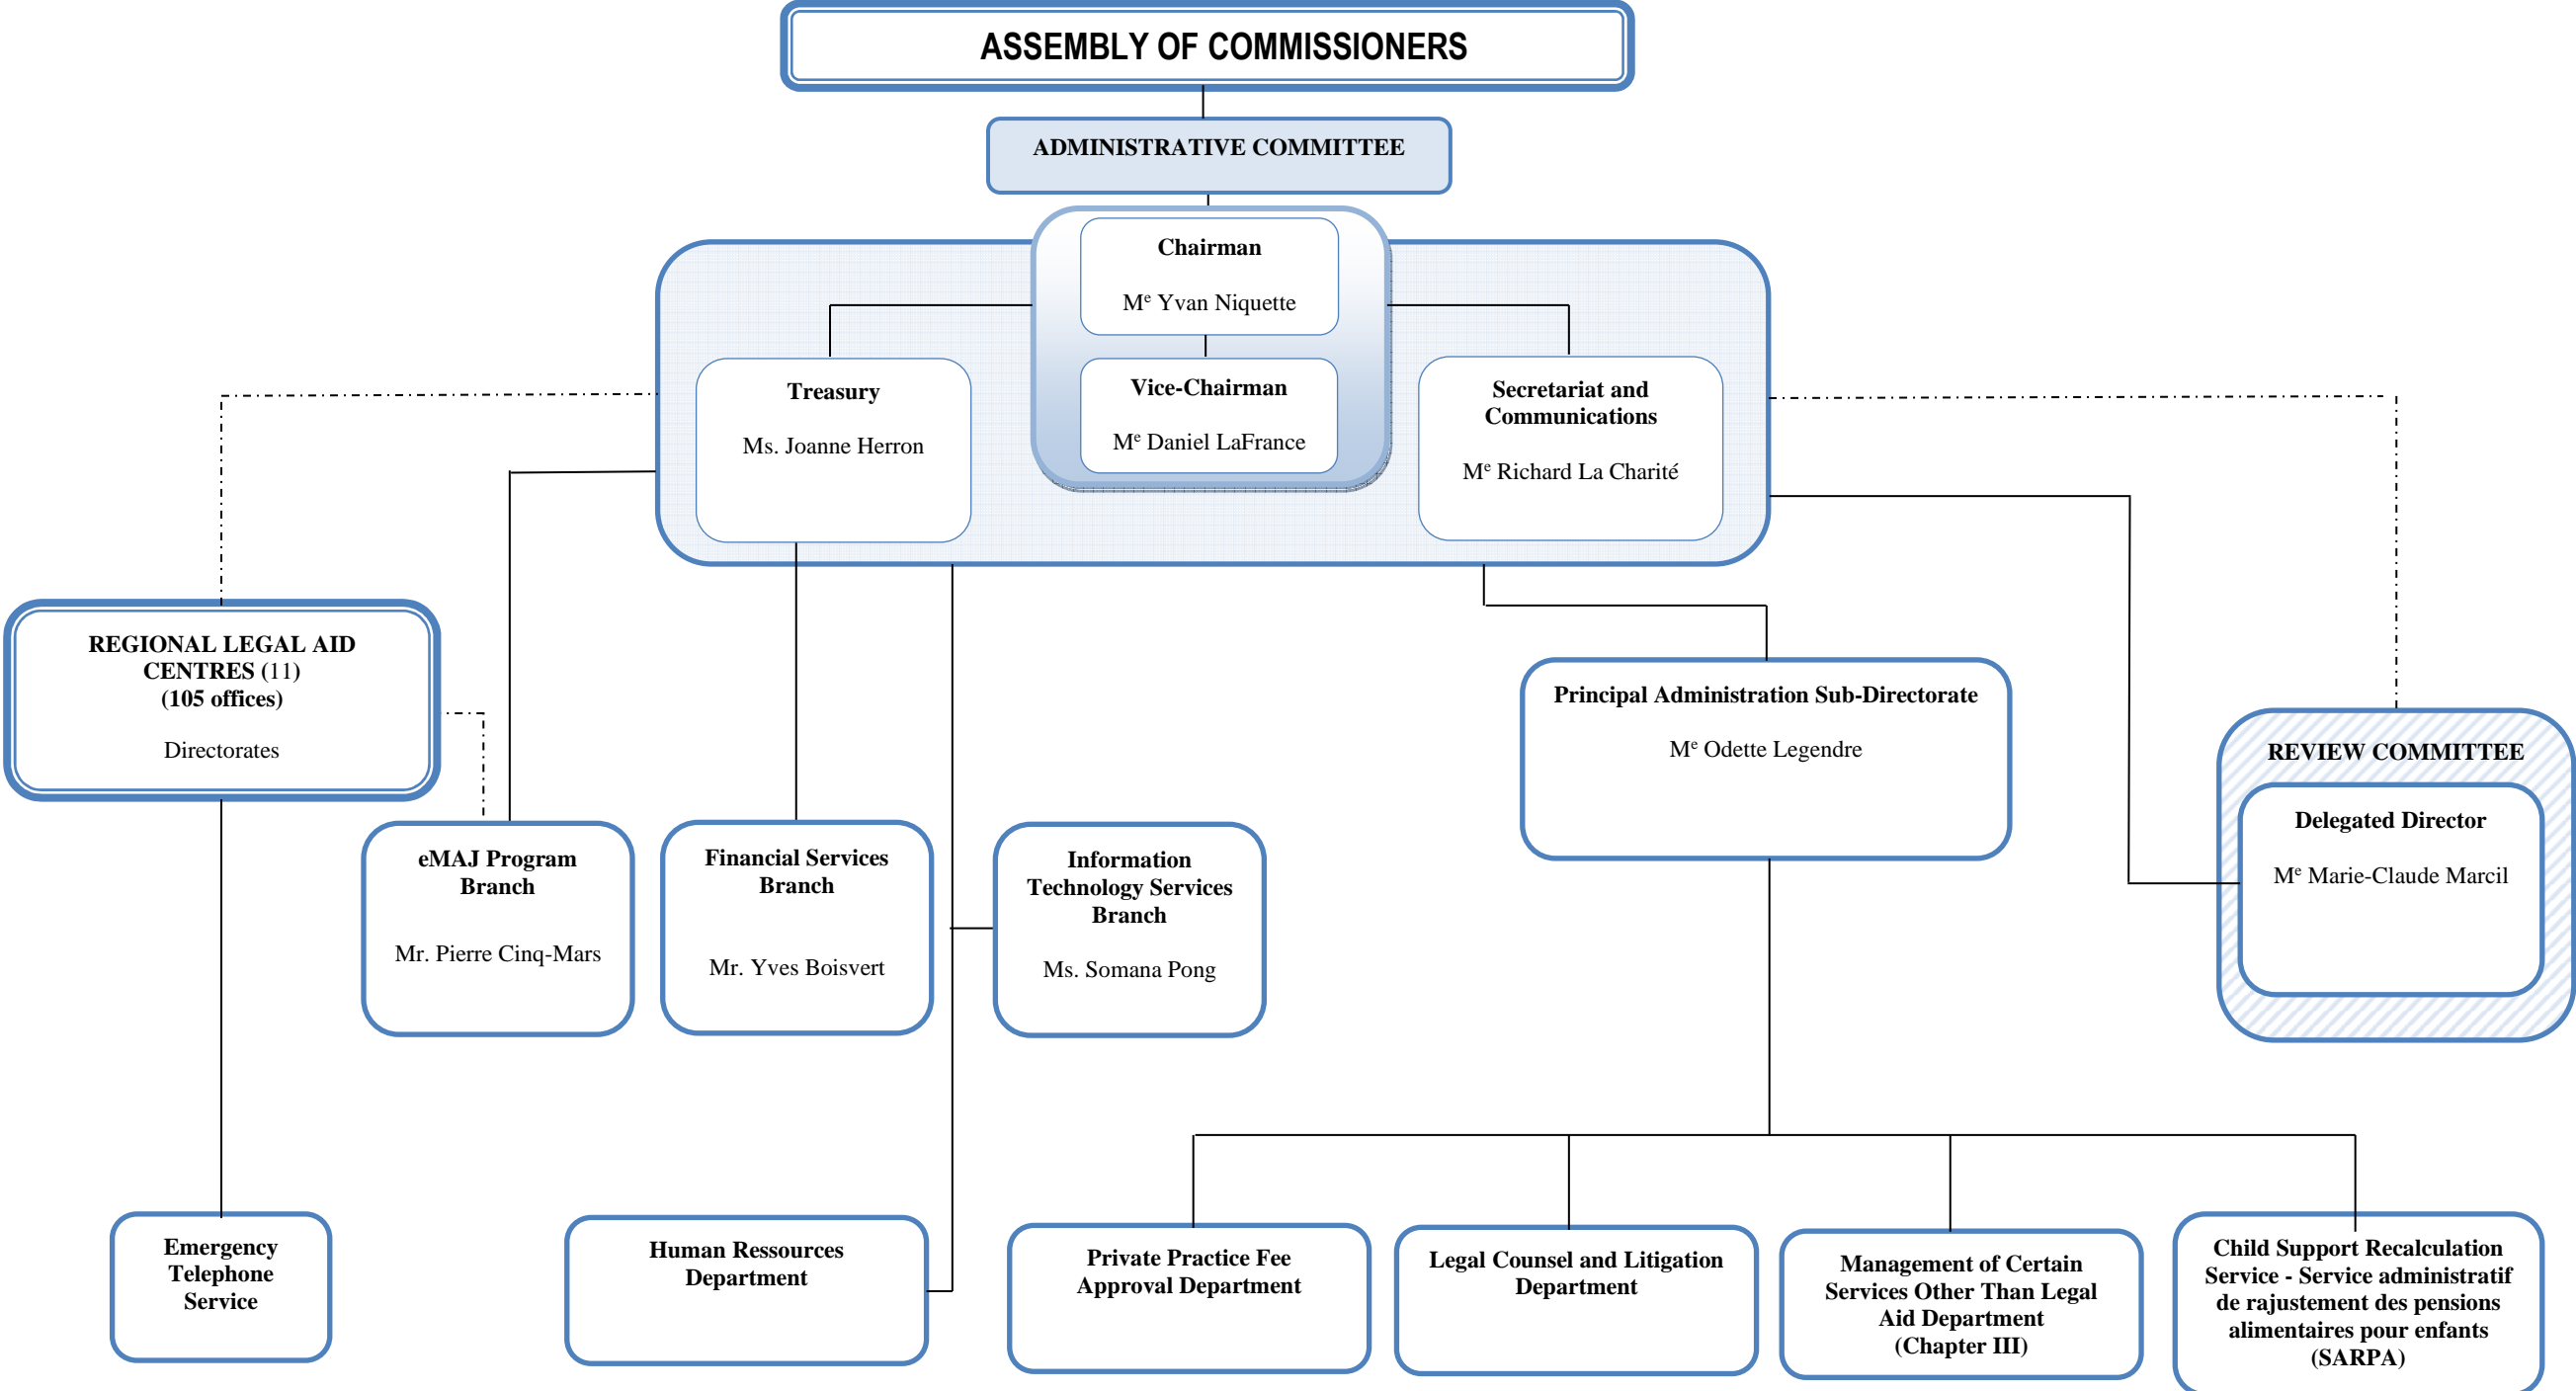 ASSEMBLY OF COMMISSIONERS
ADMINISTRATIVE COMMITTEE
Chairman
Mᵉ Yvan Niquette
Vice-Chairman
Mᵉ Daniel LaFrance
Treasury
Ms. Joanne Herron
Secretariat and
Communications
Mᵉ Richard La Charité
REGIONAL LEGAL AID
CENTRES (11)
(105 offices)
Directorates
Principal Administration Sub-Directorate
Mᵉ Odette Legendre
REVIEW COMMITTEE
Delegated Director
Mᵉ Marie-Claude Marcil
eMAJ Program
Branch
Mr. Pierre Cinq-Mars
Financial Services
Branch
Mr. Yves Boisvert
Information
Technology Services
Branch
Ms. Somana Pong
Emergency
Telephone
Service
Human Ressources
Department
Private Practice Fee
Approval Department
Legal Counsel and Litigation
Department
Management of Certain
Services Other Than Legal
Aid Department
(Chapter III)
Child Support Recalculation
Service - Service administratif
de rajustement des pensions
alimentaires pour enfants
(SARPA)